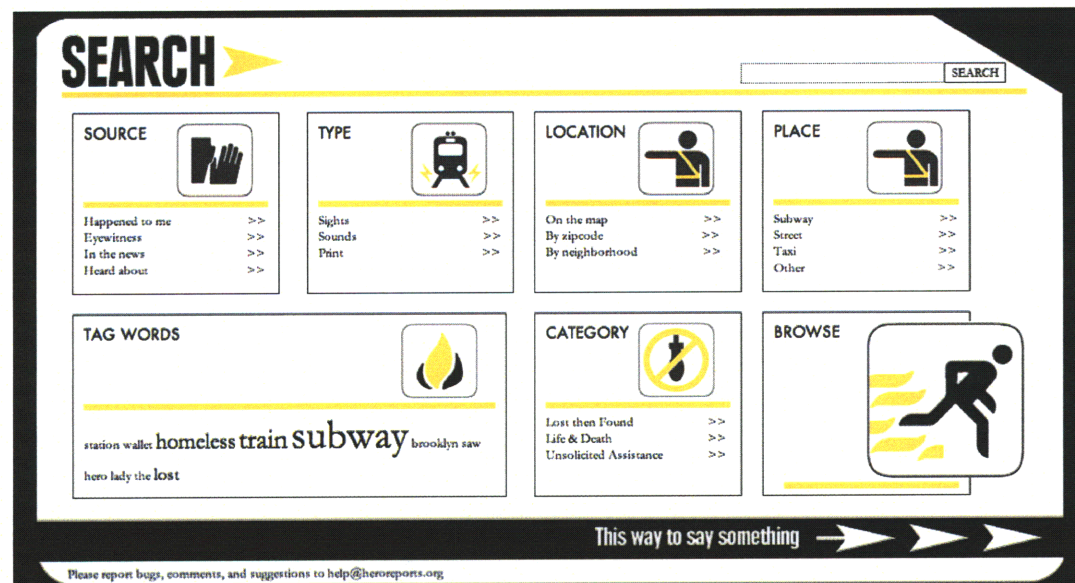 SEARCH
SEARCH
SOURCE
Happened to me >>
Eyewitness >>
In the news >>
Heard about >>
TYPE
Sights >>
Sounds >>
Print >>
LOCATION
On the map >>
By zipcode >>
By neighborhood >>
PLACE
Subway >>
Street >>
Taxi >>
Other >>
TAG WORDS
station wallet homeless train subway brooklyn saw
hero lady the lost
CATEGORY
Lost then Found >>
Life & Death >>
Unsolicited Assistance >>
BROWSE
This way to say something
Please report bugs, comments, and suggestions to help@heroreports.org